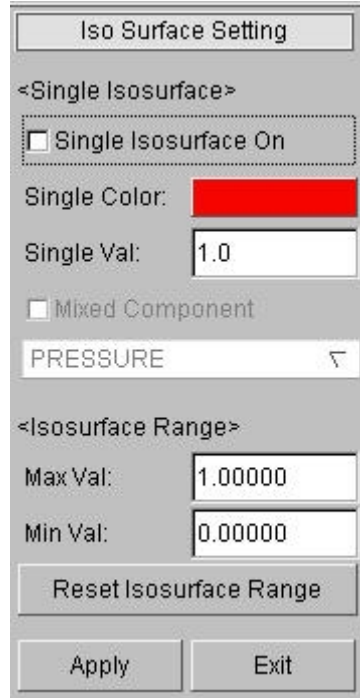 Iso Surface Setting
<Single Isosurface>
Single Isosurface On
Single Color:
Single Val: 1.0
Mixed Component
PRESSURE
<Isosurface Range>
Max Val: 1.00000
Min Val: 0.00000
Reset Isosurface Range
Apply Exit